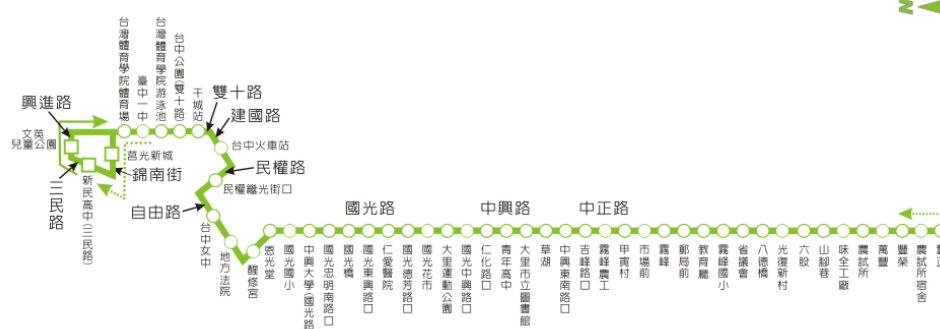 N
興進路
文英
兒童公園
三民路
新民高中(三民路)
莒光新城
錦南街
台灣體育學院體育場
臺中一中
台灣體育學院游泳池
台中公園(雙十路)
干城站
雙十路
建國路
台中火車站
民權路
民權繼光街口
自由路
台中女中
地方法院
醒修宮
國光路
中興路
中正路
恩光堂
國光國小
中興大學(國光路
國光忠明南路口
國光橋
國光東興路口
仁愛醫院
國光德芳路口
國光花市
大里運動公園
國光中興路口
仁化路口
青年高中
大里市立圖書館
草湖
中興東南路口
吉峰路口
霧峰農工
甲寅村
市場前
霧峰
郵局前
教育廳
霧峰國小
省議會
八德橋
光復新村
六股
山腳巷
味全工廠
農試所
萬豐
豐榮
農試所宿舍